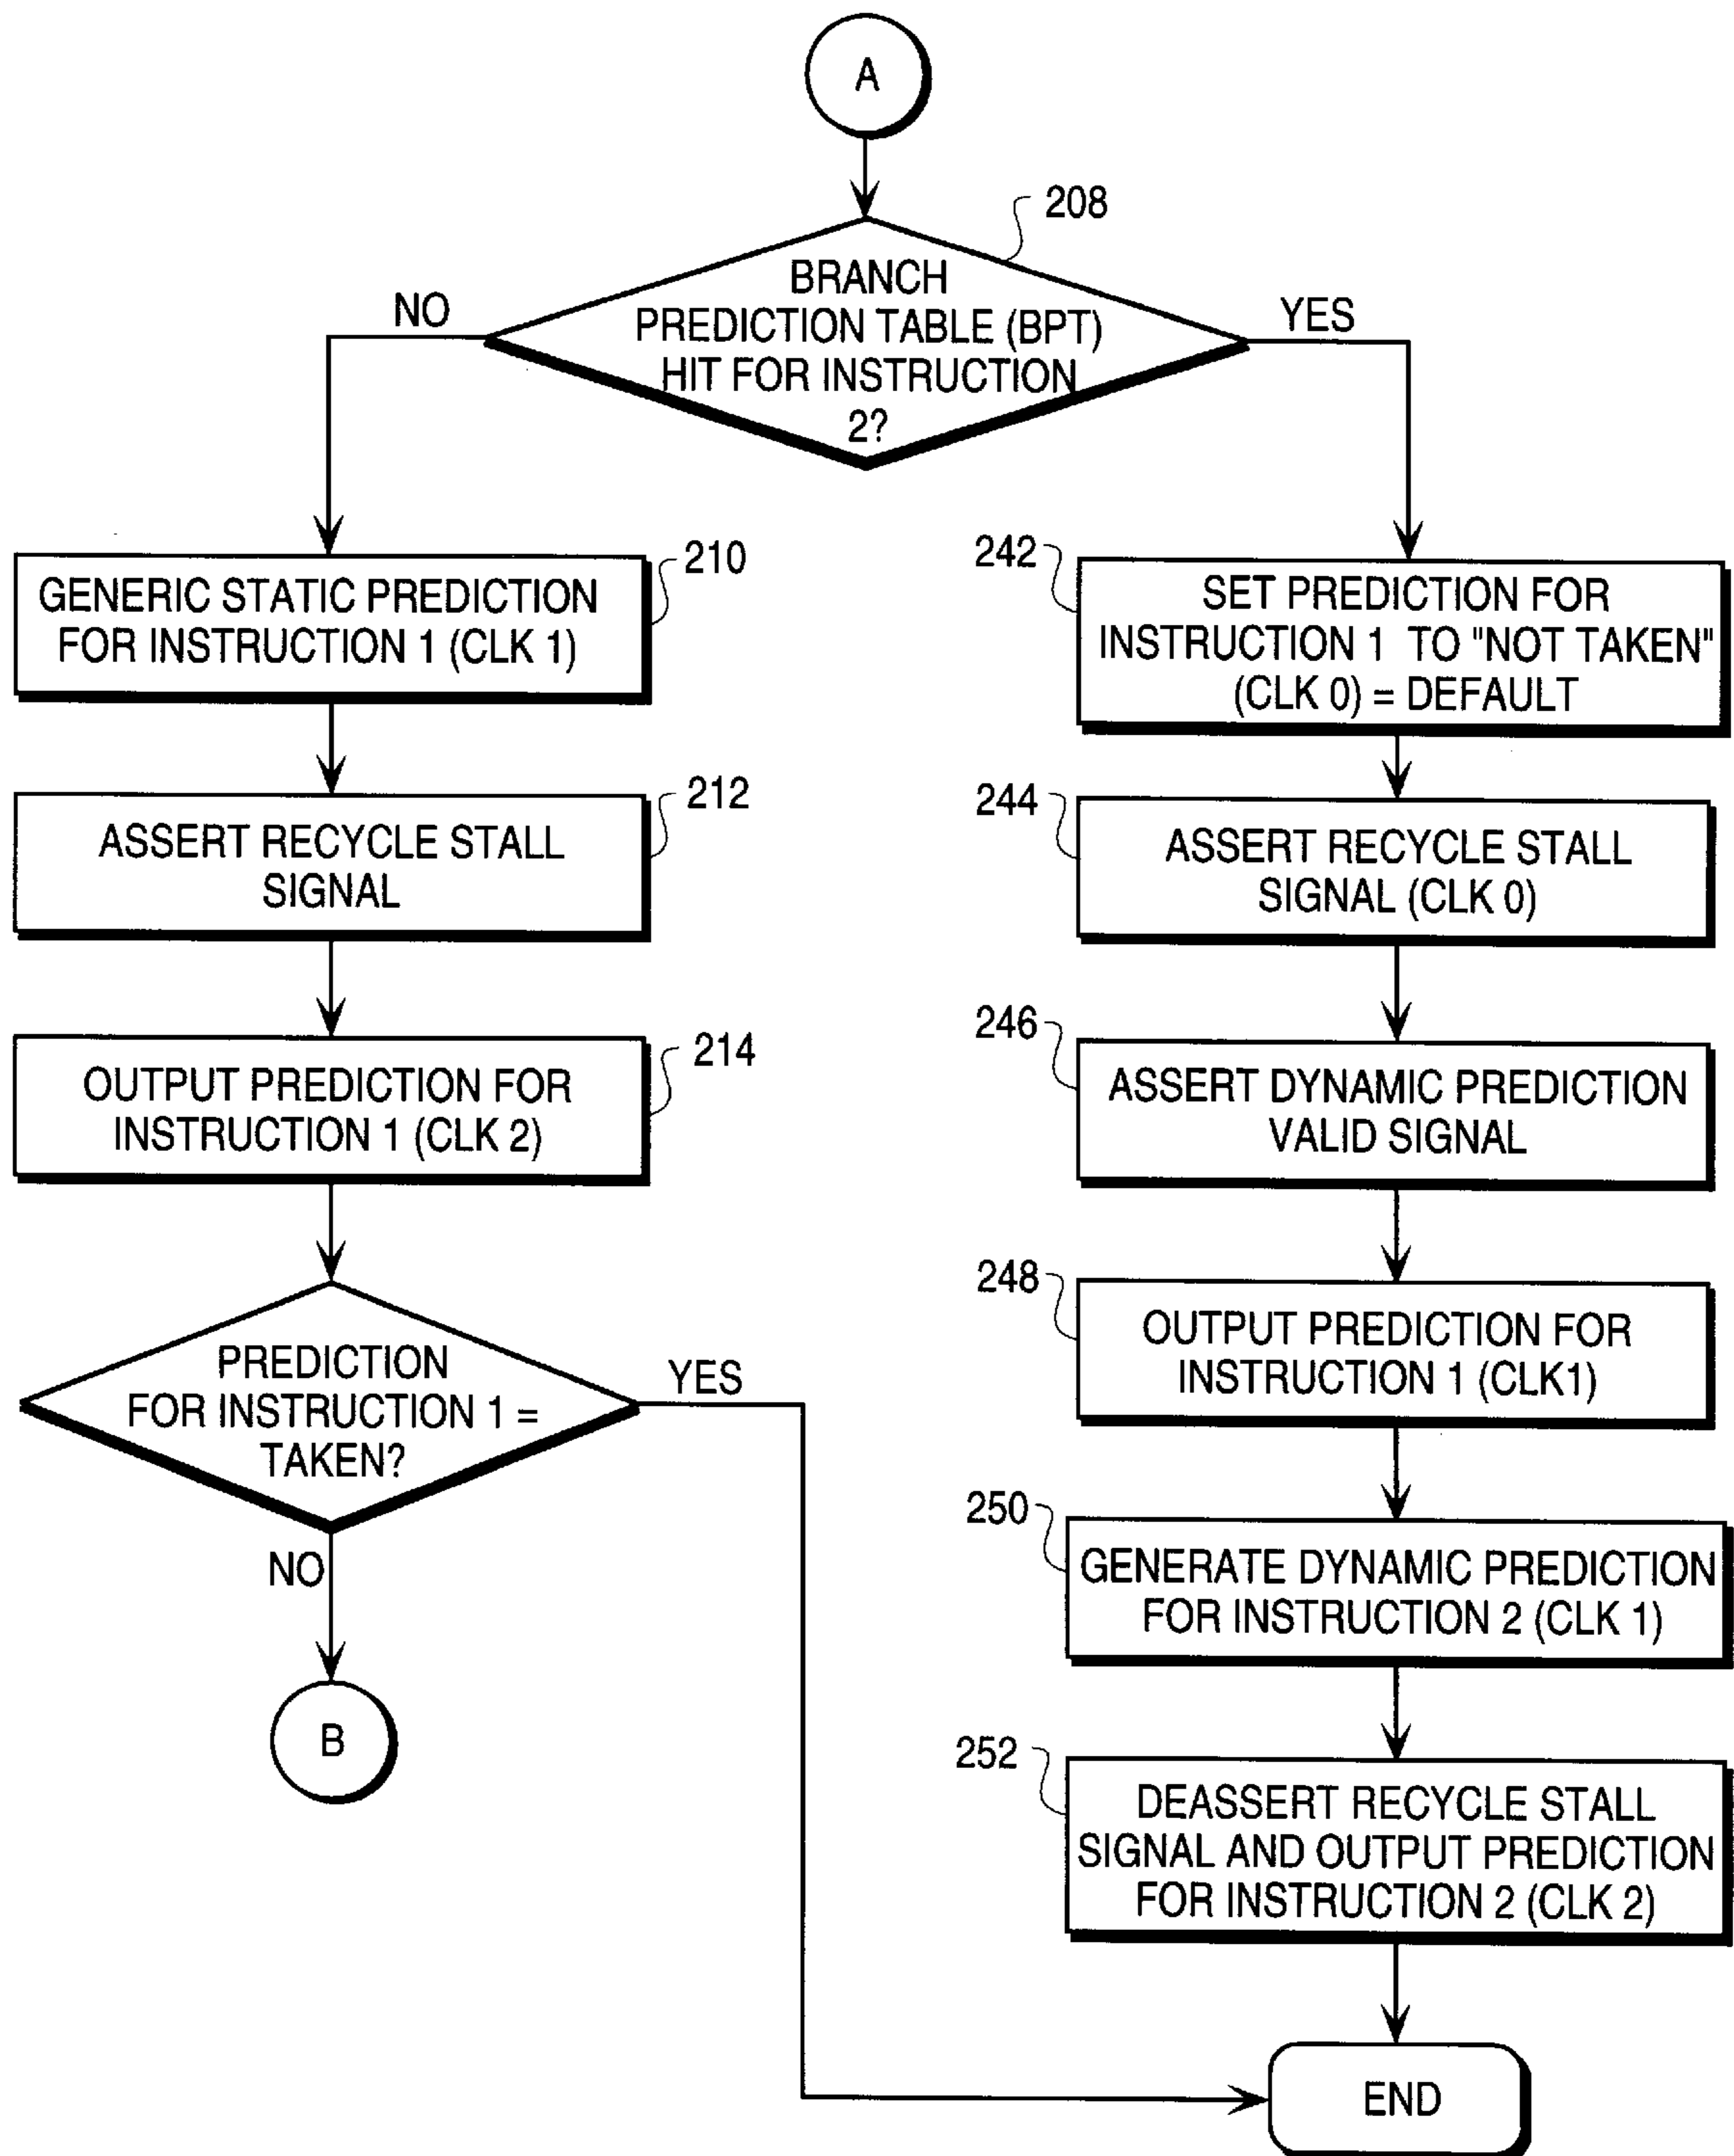 A
208
BRANCH
PREDICTION TABLE (BPT)
HIT FOR INSTRUCTION
2?
NO
YES
210
GENERIC STATIC PREDICTION
FOR INSTRUCTION 1 (CLK 1)
212
ASSERT RECYCLE STALL
SIGNAL
214
OUTPUT PREDICTION FOR
INSTRUCTION 1 (CLK 2)
PREDICTION
FOR INSTRUCTION 1 =
TAKEN?
YES
NO
B
242
SET PREDICTION FOR
INSTRUCTION 1 TO "NOT TAKEN"
(CLK 0) = DEFAULT
244
ASSERT RECYCLE STALL
SIGNAL (CLK 0)
246
ASSERT DYNAMIC PREDICTION
VALID SIGNAL
248
OUTPUT PREDICTION FOR
INSTRUCTION 1 (CLK1)
250
GENERATE DYNAMIC PREDICTION
FOR INSTRUCTION 2 (CLK 1)
252
DEASSERT RECYCLE STALL
SIGNAL AND OUTPUT PREDICTION
FOR INSTRUCTION 2 (CLK 2)
END